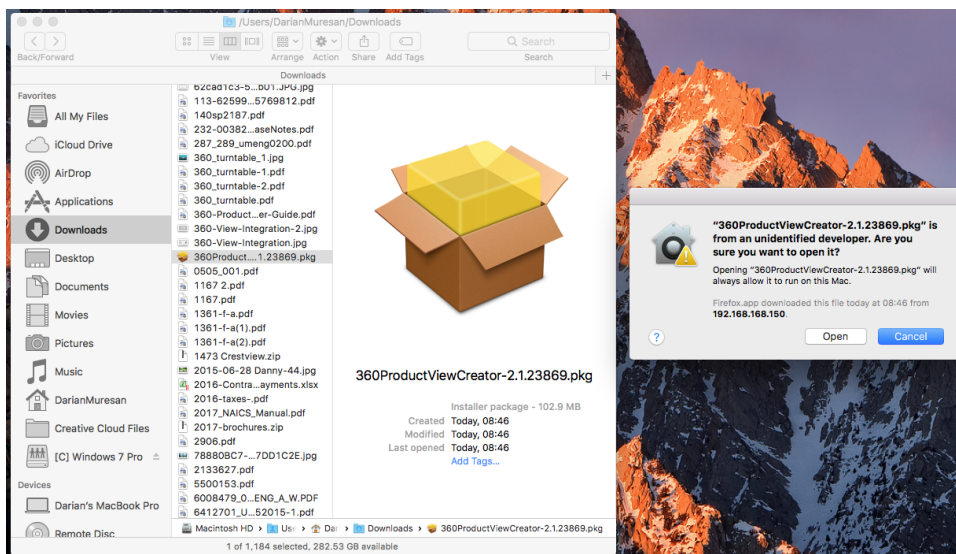 /Users/DarianMuresan/Downloads
Back/Forward
View
Arrange
Action
Share
Add Tags
Search
Search
Downloads
Favorites
All My Files
iCloud Drive
AirDrop
Applications
Downloads
Desktop
Documents
Movies
Pictures
Music
DarianMuresan
Creative Cloud Files
[C] Windows 7 Pro
Devices
Darian's MacBook Pro
Remote Disc
113-62599...5769812.pdf
140sp2187.pdf
232-00382...aseNotes.pdf
287_289_umeng0200.pdf
360_turntable_1.jpg
360_turntable-1.pdf
360_turntable-2.pdf
360_turntable.pdf
360-Product...er-Guide.pdf
360-View-Integration-2.jpg
360-View-Integration.jpg
360Product....1.23869.pkg
0505_001.pdf
1167 2.pdf
1167.pdf
1361-f-a.pdf
1361-f-a(1).pdf
1361-f-a(2).pdf
1473 Crestview.zip
2015-06-28 Danny-44.jpg
2016-Contra...ayments.xlsx
2016-taxes-.pdf
2017_NAICS_Manual.pdf
2017-brochures.zip
2906.pdf
78880BC7-...7DD1C2E.jpg
2133627.pdf
5500153.pdf
6008479_0...ENG_A_W.PDF
6412701_U...52015-1.pdf
360ProductViewCreator-2.1.23869.pkg
Installer package - 102.9 MB
Created Today, 08:46
Modified Today, 08:46
Last opened Today, 08:46
Add Tags...
Macintosh HD › Use › Dar › Downloads › 360ProductViewCreator-2.1.23869.pkg
1 of 1,184 selected, 282.53 GB available
“360ProductViewCreator-2.1.23869.pkg” is
from an unidentified developer. Are you
sure you want to open it?
Opening “360ProductViewCreator-2.1.23869.pkg” will
always allow it to run on this Mac.
Firefox.app downloaded this file today at 08:46 from
192.168.168.150.
?
Open
Cancel